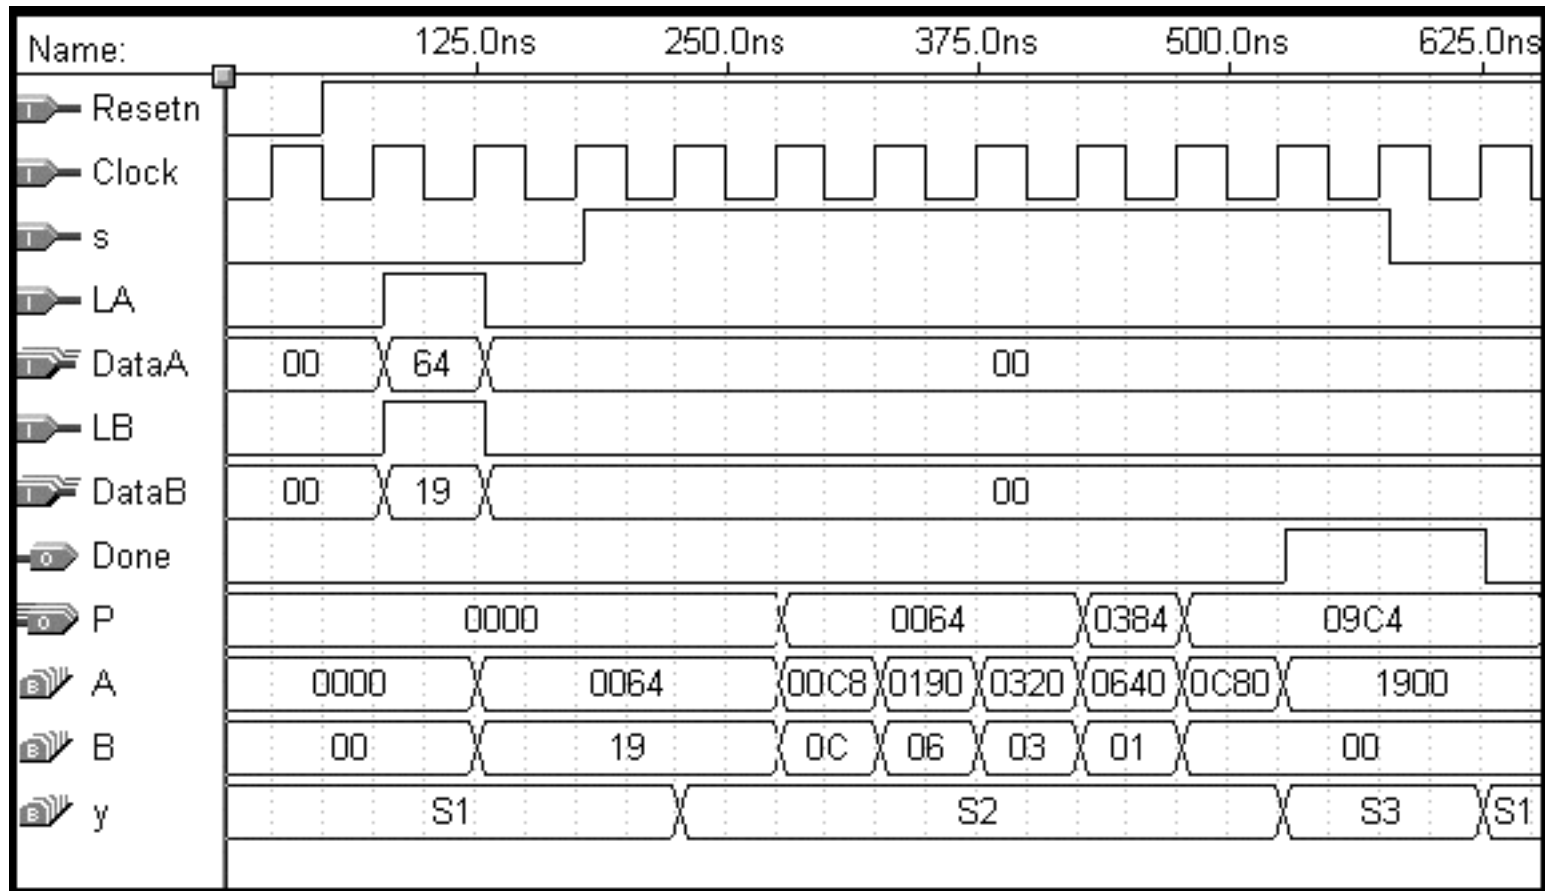 Name: 125.0ns 250.0ns 375.0ns 500.0ns 625.0ns
I Resetn
I Clock
I s
I LA
I DataA 00 64 00
I LB
I DataB 00 19 00
O Done
O P 0000 0064 0384 09C4
B A 0000 0064 00C8 0190 0320 0640 0C80 1900
B B 00 19 0C 06 03 01 00
B y S1 S2 S3 S1